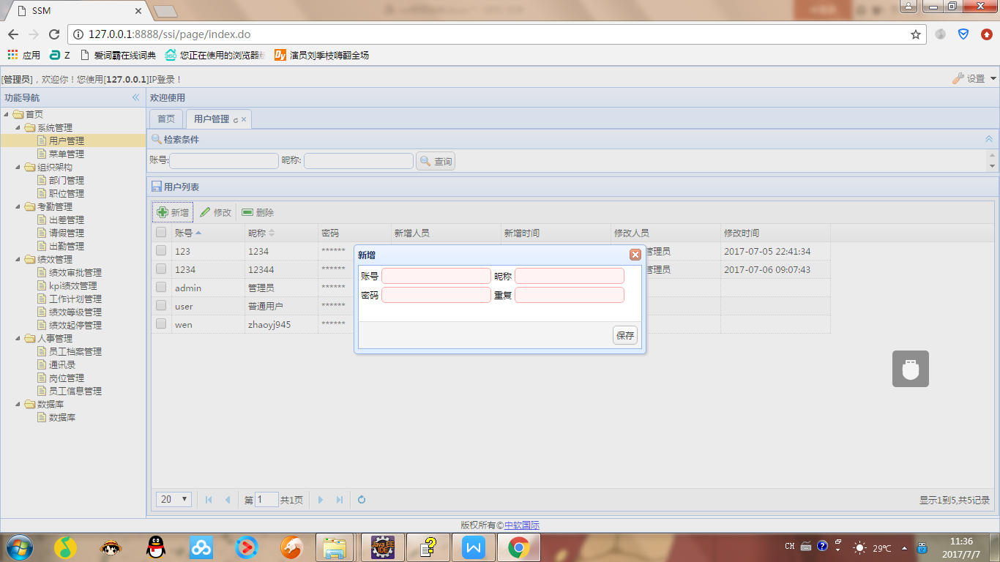 SSM
127.0.0.1:8888/ssi/page/index.do
应用 Z 爱词霸在线词典 您正在使用的浏览器版 演员刘季枝嗨翻全场
[管理员]，欢迎你！您使用[127.0.0.1]IP登录！ 设置
功能导航
首页
系统管理
用户管理
菜单管理
组织架构
部门管理
职位管理
考勤管理
出差管理
请假管理
出勤管理
绩效管理
绩效审批管理
kpi绩效管理
工作计划管理
绩效等级管理
绩效起停管理
人事管理
员工档案管理
通讯录
岗位管理
员工信息管理
数据库
数据库
欢迎使用
首页 用户管理
检索条件
账号: 昵称: 查询
用户列表
新增 修改 删除
账号 昵称 密码 新增人员 新增时间 修改人员 修改时间
123 1234 ****** 管理员 2017-07-05 22:41:34
1234 12344 ****** 管理员 2017-07-06 09:07:43
admin 管理员 ******
user 普通用户 ******
wen zhaoyj945 ******
新增
账号 昵称
密码 重复
保存
20 第 1 共1页 显示1到5,共5记录
版权所有©中软国际
Java EE
IDE
CH 29℃ 11:36
2017/7/7